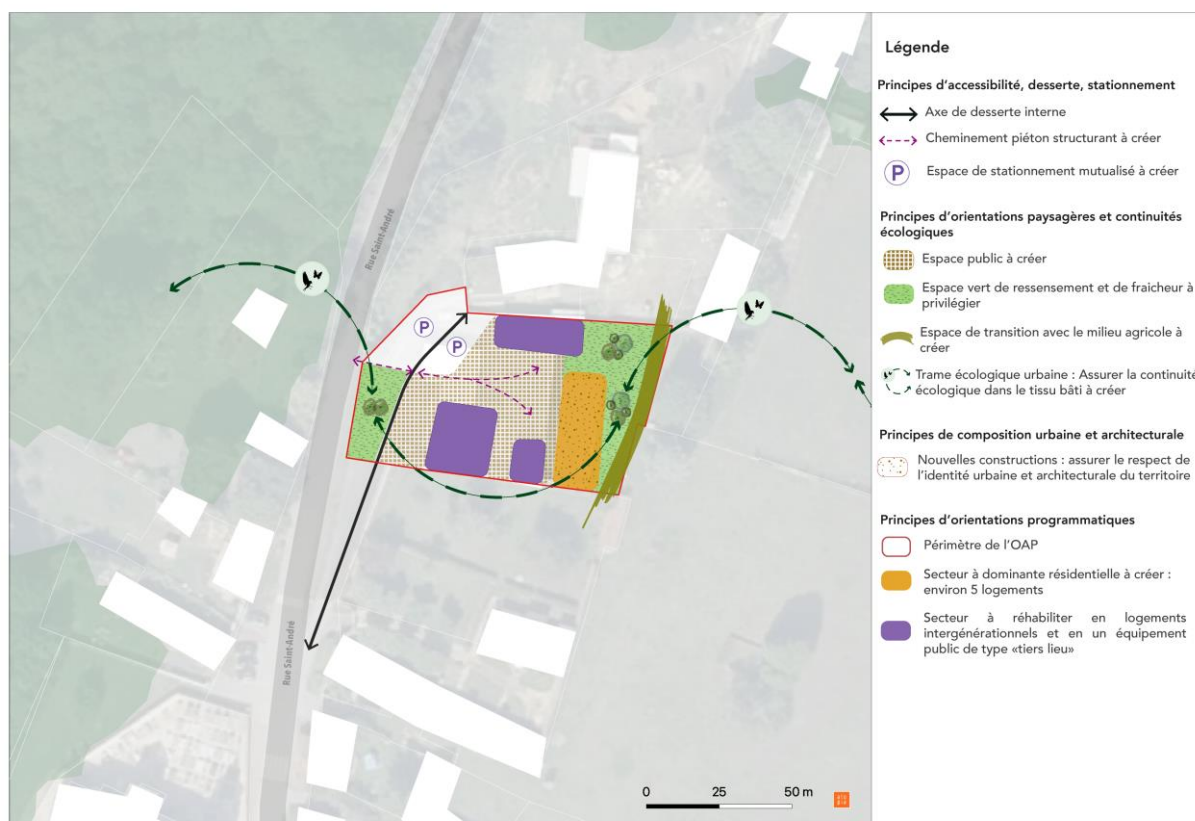 Rue Saint-André
P
P
Rue Saint-André
0 25 50 m
Légende
Principes d'accessibilité, desserte, stationnement
Axe de desserte interne
Cheminement piéton structurant à créer
P
Espace de stationnement mutualisé à créer
Principes d'orientations paysagères et continuités
écologiques
Espace public à créer
Espace vert de ressensement et de fraicheur à
privilégier
Espace de transition avec le milieu agricole à
créer
Trame écologique urbaine : Assurer la continuité
écologique dans le tissu bâti à créer
Principes de composition urbaine et architecturale
Nouvelles constructions : assurer le respect de
l'identité urbaine et architecturale du territoire
Principes d'orientations programmatiques
Périmètre de l'OAP
Secteur à dominante résidentielle à créer :
environ 5 logements
Secteur à réhabiliter en logements
intergénérationnels et en un équipement
public de type «tiers lieu»